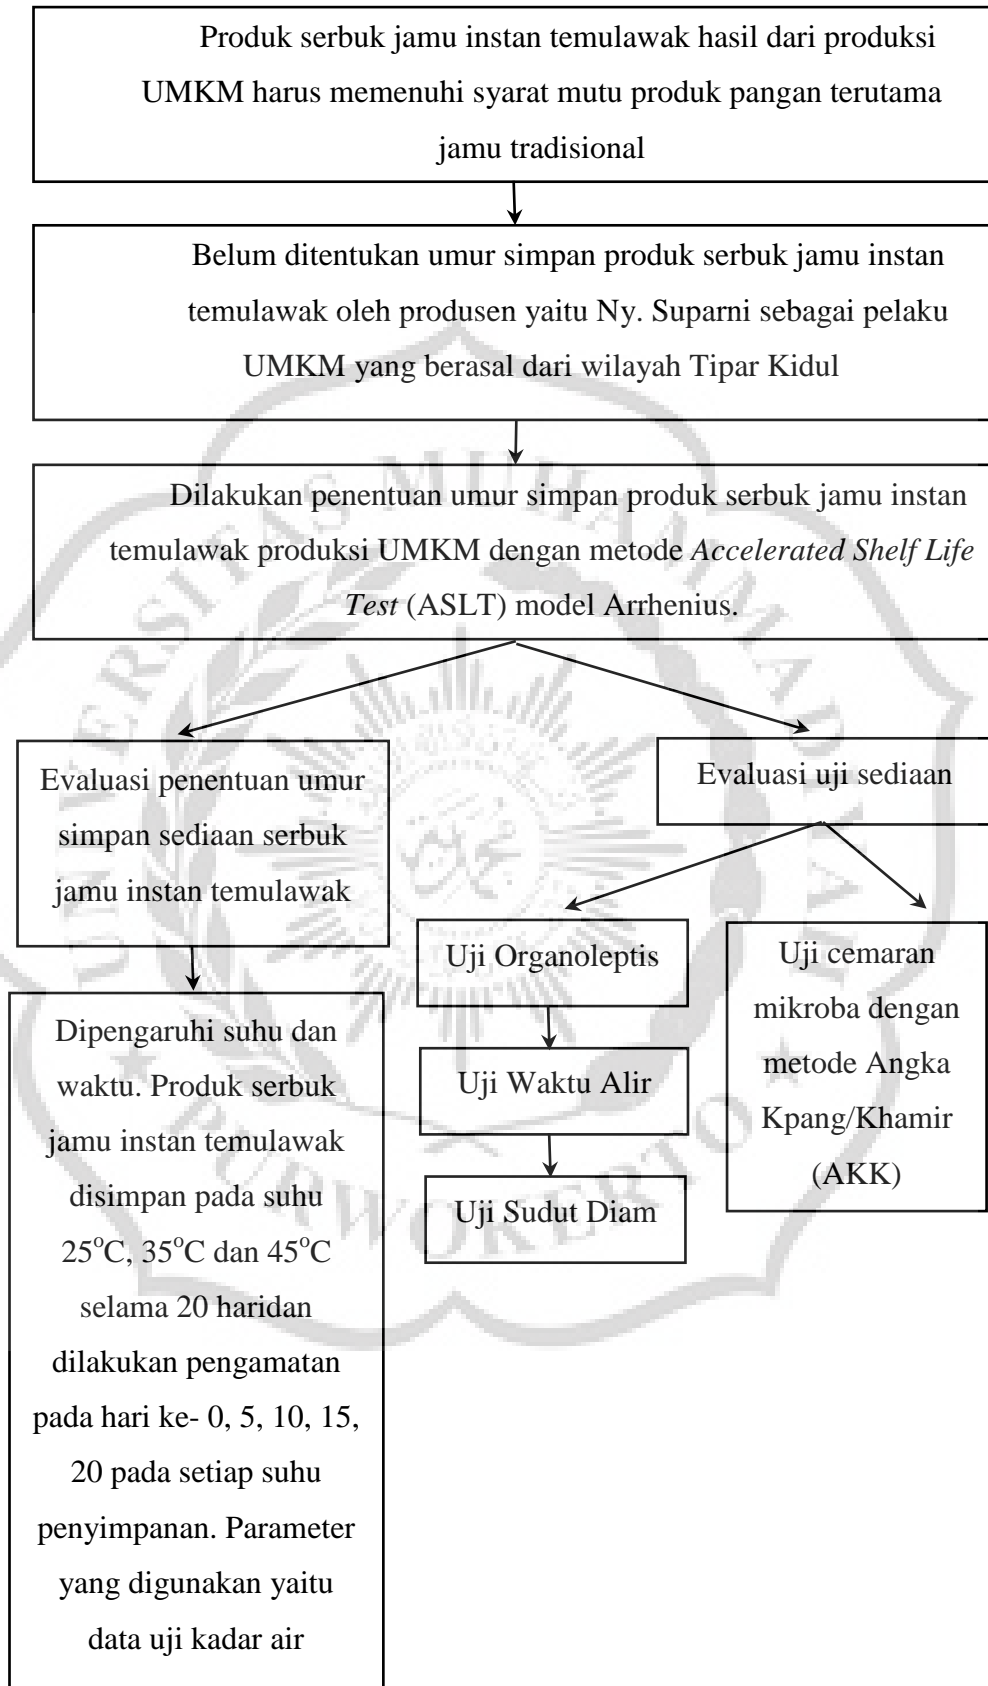 Produk serbuk jamu instan temulawak hasil dari produksi
UMKM harus memenuhi syarat mutu produk pangan terutama
jamu tradisional
Belum ditentukan umur simpan produk serbuk jamu instan
temulawak oleh produsen yaitu Ny. Suparni sebagai pelaku
UMKM yang berasal dari wilayah Tipar Kidul
Dilakukan penentuan umur simpan produk serbuk jamu instan
temulawak produksi UMKM dengan metode Accelerated Shelf Life
Test (ASLT) model Arrhenius.
Evaluasi penentuan umur
simpan sediaan serbuk
jamu instan temulawak
Dipengaruhi suhu dan
waktu. Produk serbuk
jamu instan temulawak
disimpan pada suhu
25°C, 35°C dan 45°C
selama 20 haridan
dilakukan pengamatan
pada hari ke- 0, 5, 10, 15,
20 pada setiap suhu
penyimpanan. Parameter
yang digunakan yaitu
data uji kadar air
Evaluasi uji sediaan
Uji Organoleptis
Uji Waktu Alir
Uji Sudut Diam
Uji cemaran
mikroba dengan
metode Angka
Kpang/Khamir
(AKK)
UNIVERSITAS MUHAMMADIYAH
PURWOKERTO